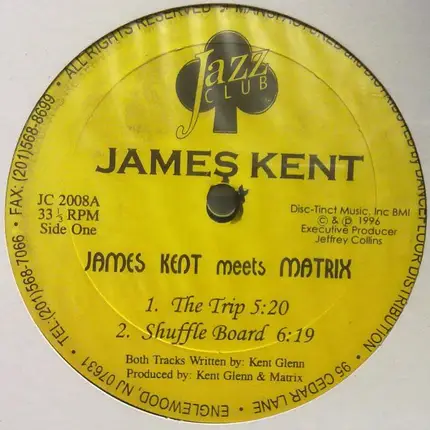 Jazz
CLUB
JAMES KENT
JC 2008A
33 1/3 RPM
Side One
Disc-Tinct Music, Inc BMI
© & ℗ 1996
Executive Producer
Jeffrey Collins
JAMES KENT meets MATRIX
1. The Trip 5:20
2. Shuffle Board 6:19
Both Tracks Written by: Kent Glenn
Produced by: Kent Glenn & Matrix
• ALL RIGHTS RESERVED • MANUFACTURED DISTRIBUTED BY DANCEFLOOR DISTRIBUTION • 95 CEDAR LANE • ENGLEWOOD, NJ 07631 • TEL:(201)568-7066 • FAX: (201)568-8699